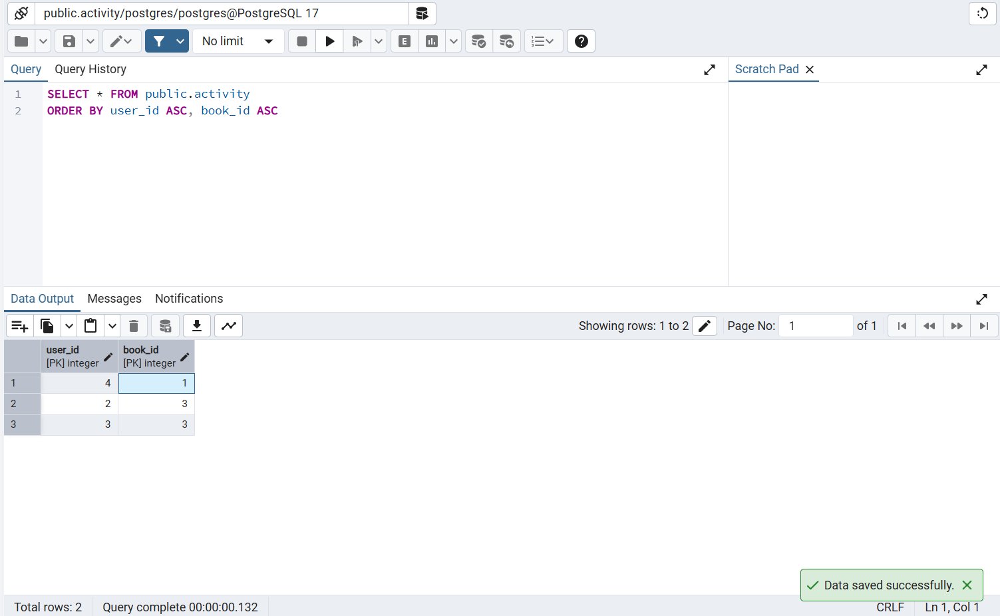 public.activity/postgres/postgres@PostgreSQL 17
No limit
E
Query Query History
Scratch Pad
1 SELECT * FROM public.activity
2 ORDER BY user_id ASC, book_id ASC
Data Output Messages Notifications
Showing rows: 1 to 2 Page No: 1 of 1
user_id book_id
[PK] integer [PK] integer
1 4 1
2 2 3
3 3 3
Data saved successfully.
Total rows: 2 Query complete 00:00:00.132 CRLF Ln 1, Col 1